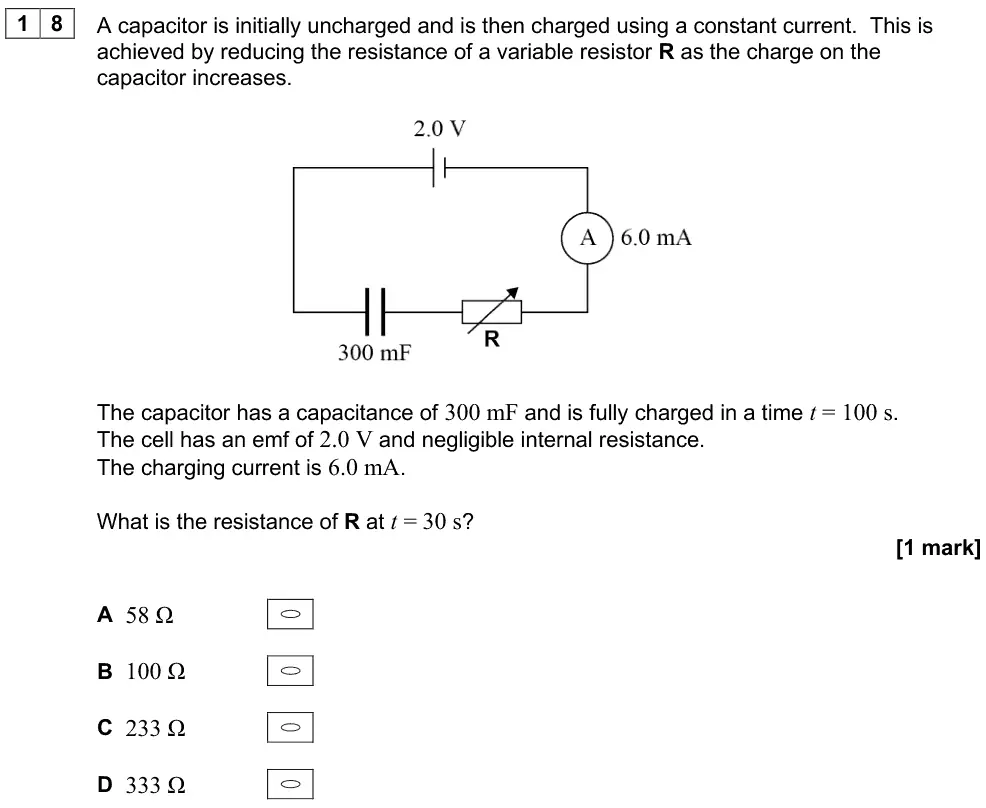 1 8 A capacitor is initially uncharged and is then charged using a constant current. This is
achieved by reducing the resistance of a variable resistor R as the charge on the
capacitor increases.
2.0 V
A 6.0 mA
R
300 mF
The capacitor has a capacitance of 300 mF and is fully charged in a time t = 100 s.
The cell has an emf of 2.0 V and negligible internal resistance.
The charging current is 6.0 mA.
What is the resistance of R at t = 30 s?
[1 mark]
A 58 Ω
B 100 Ω
C 233 Ω
D 333 Ω